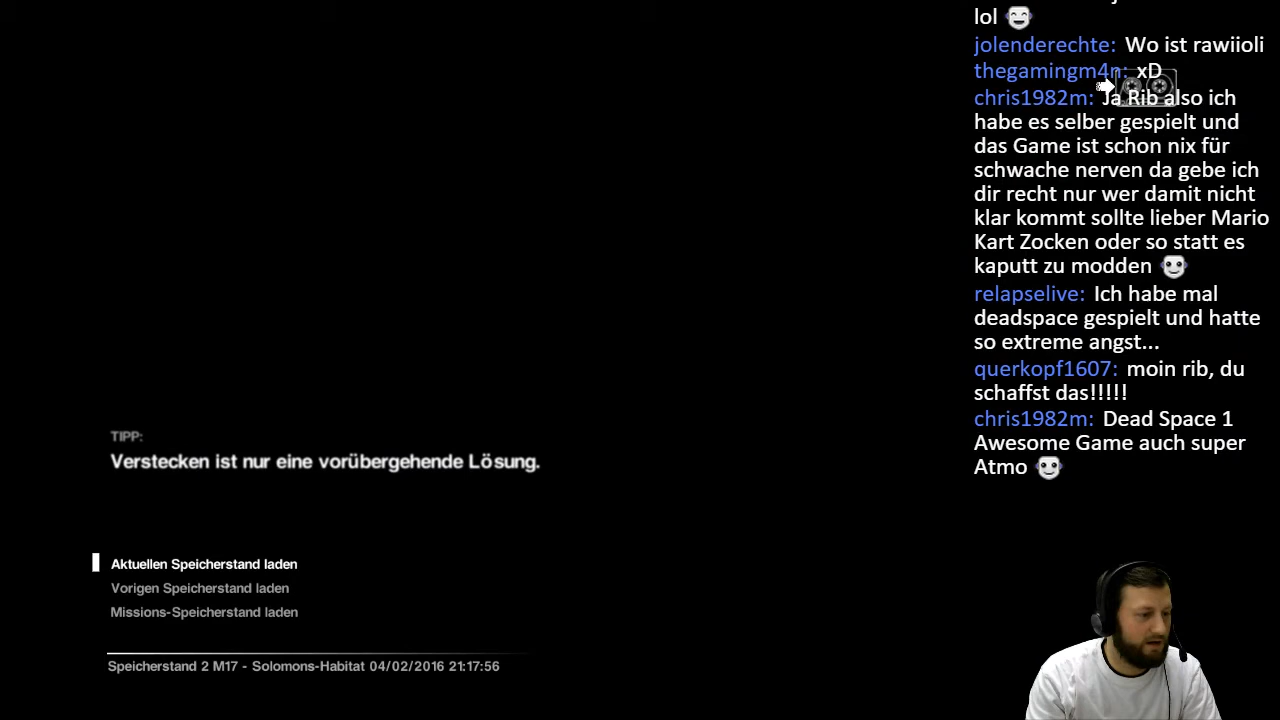 lol
jolenderechte: Wo ist rawiioli
thegamingm4n: xD
chris1982m: Ja Rib also ich
habe es selber gespielt und
das Game ist schon nix für
schwache nerven da gebe ich
dir recht nur wer damit nicht
klar kommt sollte lieber Mario
Kart Zocken oder so statt es
kaputt zu modden
relapselive: Ich habe mal
deadspace gespielt und hatte
so extreme angst...
querkopf1607: moin rib, du
schaffst das!!!!!
chris1982m: Dead Space 1
Awesome Game auch super
Atmo
TIPP:
Verstecken ist nur eine vorübergehende Lösung.
Aktuellen Speicherstand laden
Vorigen Speicherstand laden
Missions-Speicherstand laden
Speicherstand 2 M17 - Solomons-Habitat 04/02/2016 21:17:56